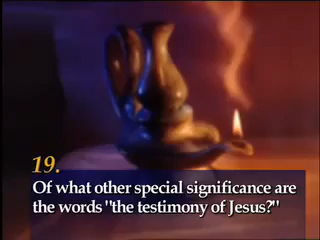 19.
Of what other special significance are
the words "the testimony of Jesus?"